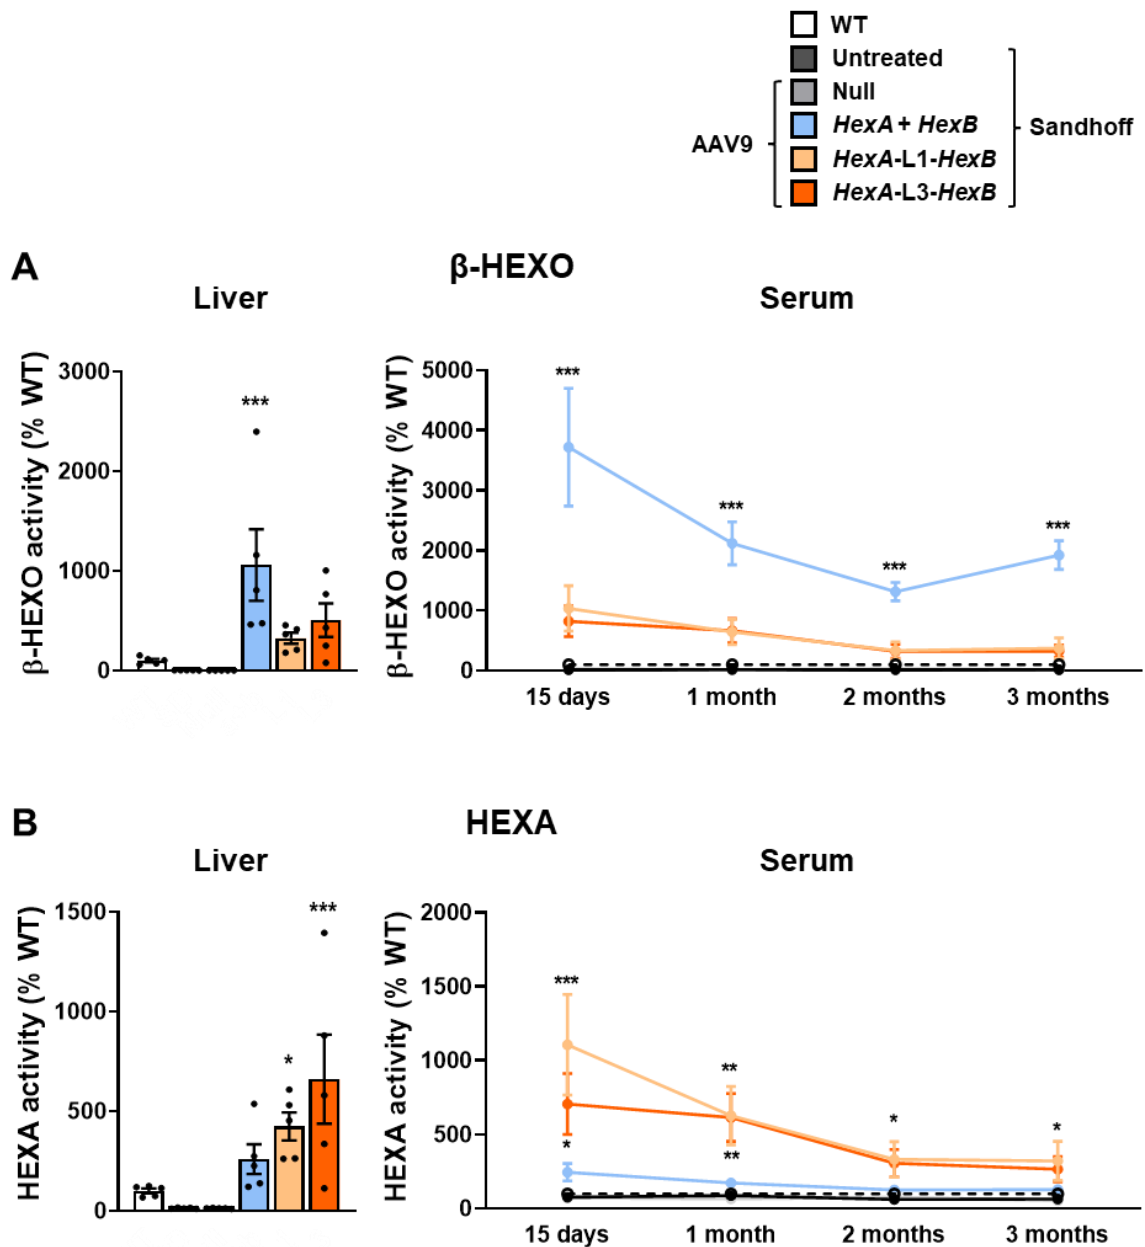 WT
Untreated
Null
AAV9
HexA + HexB
Sandhoff
HexA-L1-HexB
HexA-L3-HexB
A
β-HEXO
Liver
Serum
β-HEXO activity (% WT)
3000
2000
1000
0
***
β-HEXO activity (% WT)
5000
4000
3000
2000
1000
0
***
***
***
***
15 days
1 month
2 months
3 months
B
HEXA
Liver
Serum
HEXA activity (% WT)
1500
1000
500
0
*
***
HEXA activity (% WT)
2000
1500
1000
500
0
***
*
**
**
*
*
15 days
1 month
2 months
3 months